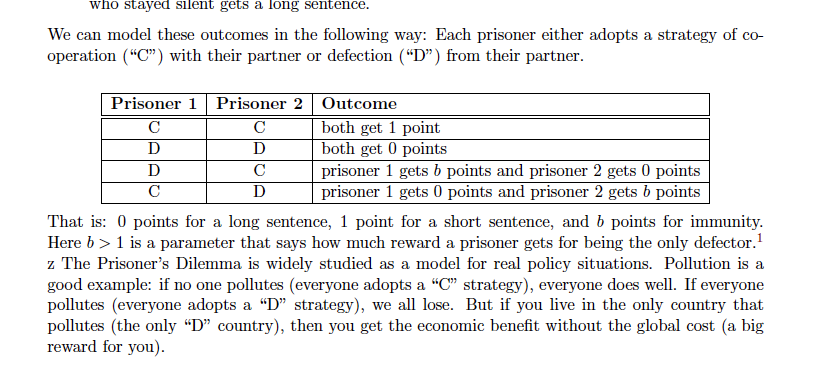 who stayed silent gets a long sentence.
We can model these outcomes in the following way: Each prisoner either adopts a strategy of co-
operation (“C”) with their partner or defection (“D”) from their partner.
Prisoner 1 Prisoner 2 Outcome
C C both get 1 point
D D both get 0 points
D C prisoner 1 gets b points and prisoner 2 gets 0 points
C D prisoner 1 gets 0 points and prisoner 2 gets b points
That is: 0 points for a long sentence, 1 point for a short sentence, and b points for immunity.
Here b > 1 is a parameter that says how much reward a prisoner gets for being the only defector.¹
z The Prisoner’s Dilemma is widely studied as a model for real policy situations. Pollution is a
good example: if no one pollutes (everyone adopts a “C” strategy), everyone does well. If everyone
pollutes (everyone adopts a “D” strategy), we all lose. But if you live in the only country that
pollutes (the only “D” country), then you get the economic benefit without the global cost (a big
reward for you).